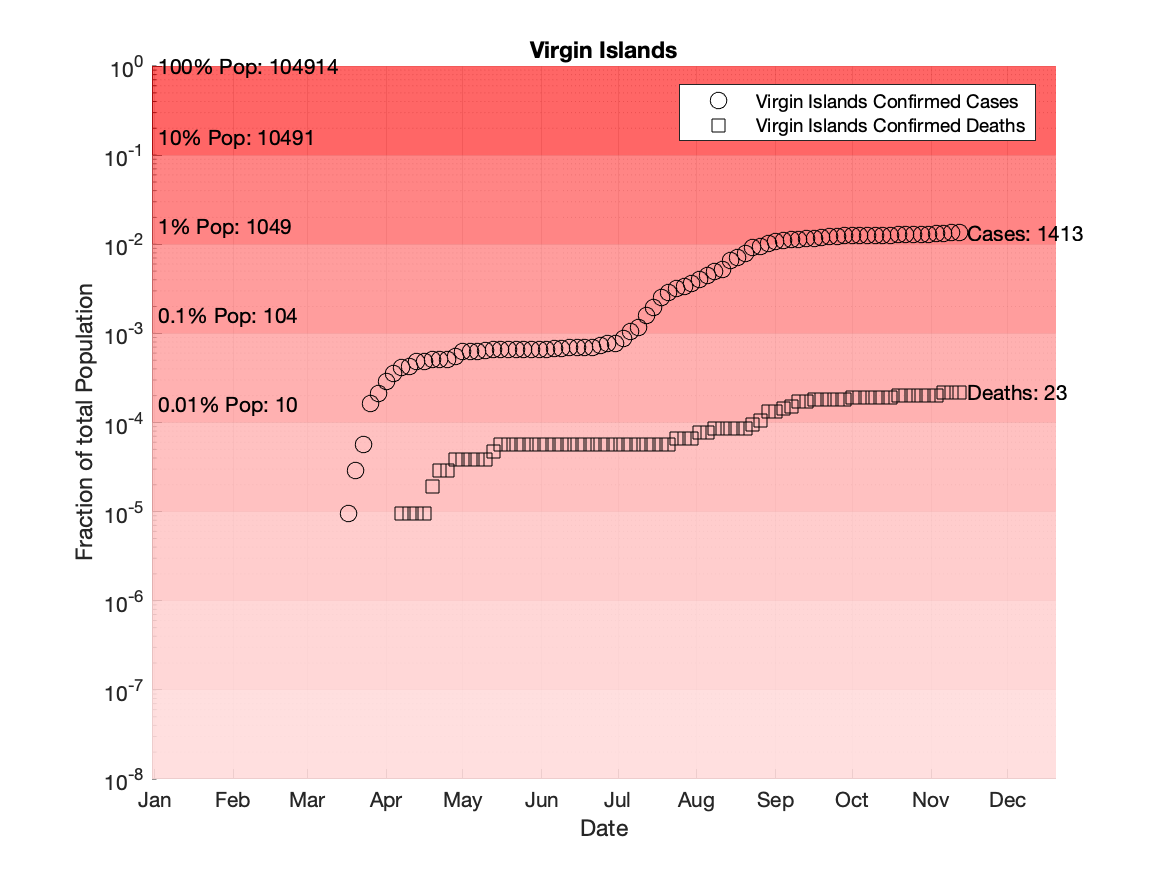 Virgin Islands
10^0
100% Pop: 104914
Virgin Islands Confirmed Cases
Virgin Islands Confirmed Deaths
10% Pop: 10491
10^-1
1% Pop: 1049
Cases: 1413
10^-2
0.1% Pop: 104
10^-3
Deaths: 23
0.01% Pop: 10
10^-4
10^-5
10^-6
10^-7
10^-8
Fraction of total Population
Jan Feb Mar Apr May Jun Jul Aug Sep Oct Nov Dec
Date